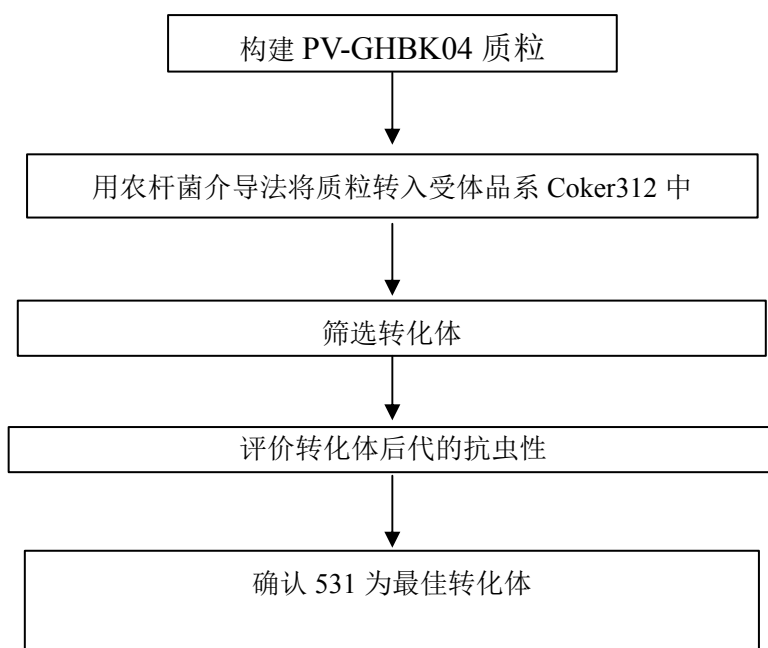 构建 PV-GHBK04 质粒
用农杆菌介导法将质粒转入受体品系 Coker312 中
筛选转化体
评价转化体后代的抗虫性
确认 531 为最佳转化体